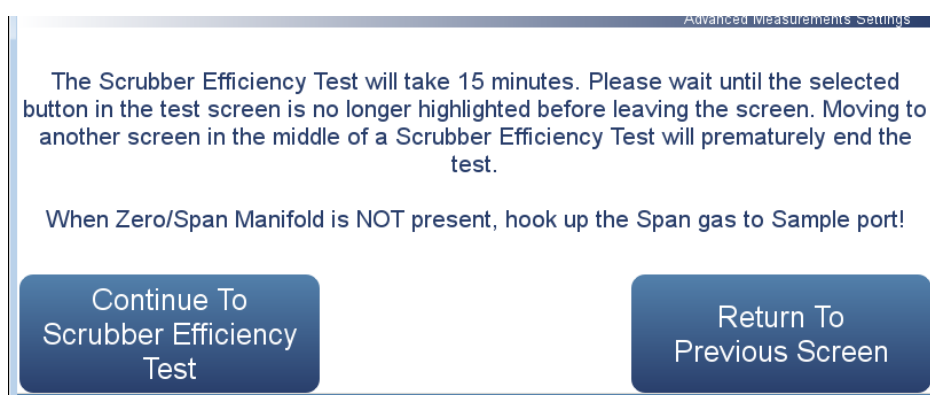 Advanced Measurements Settings
The Scrubber Efficiency Test will take 15 minutes. Please wait until the selected
button in the test screen is no longer highlighted before leaving the screen. Moving to
another screen in the middle of a Scrubber Efficiency Test will prematurely end the
test.
When Zero/Span Manifold is NOT present, hook up the Span gas to Sample port!
Continue To
Scrubber Efficiency
Test
Return To
Previous Screen